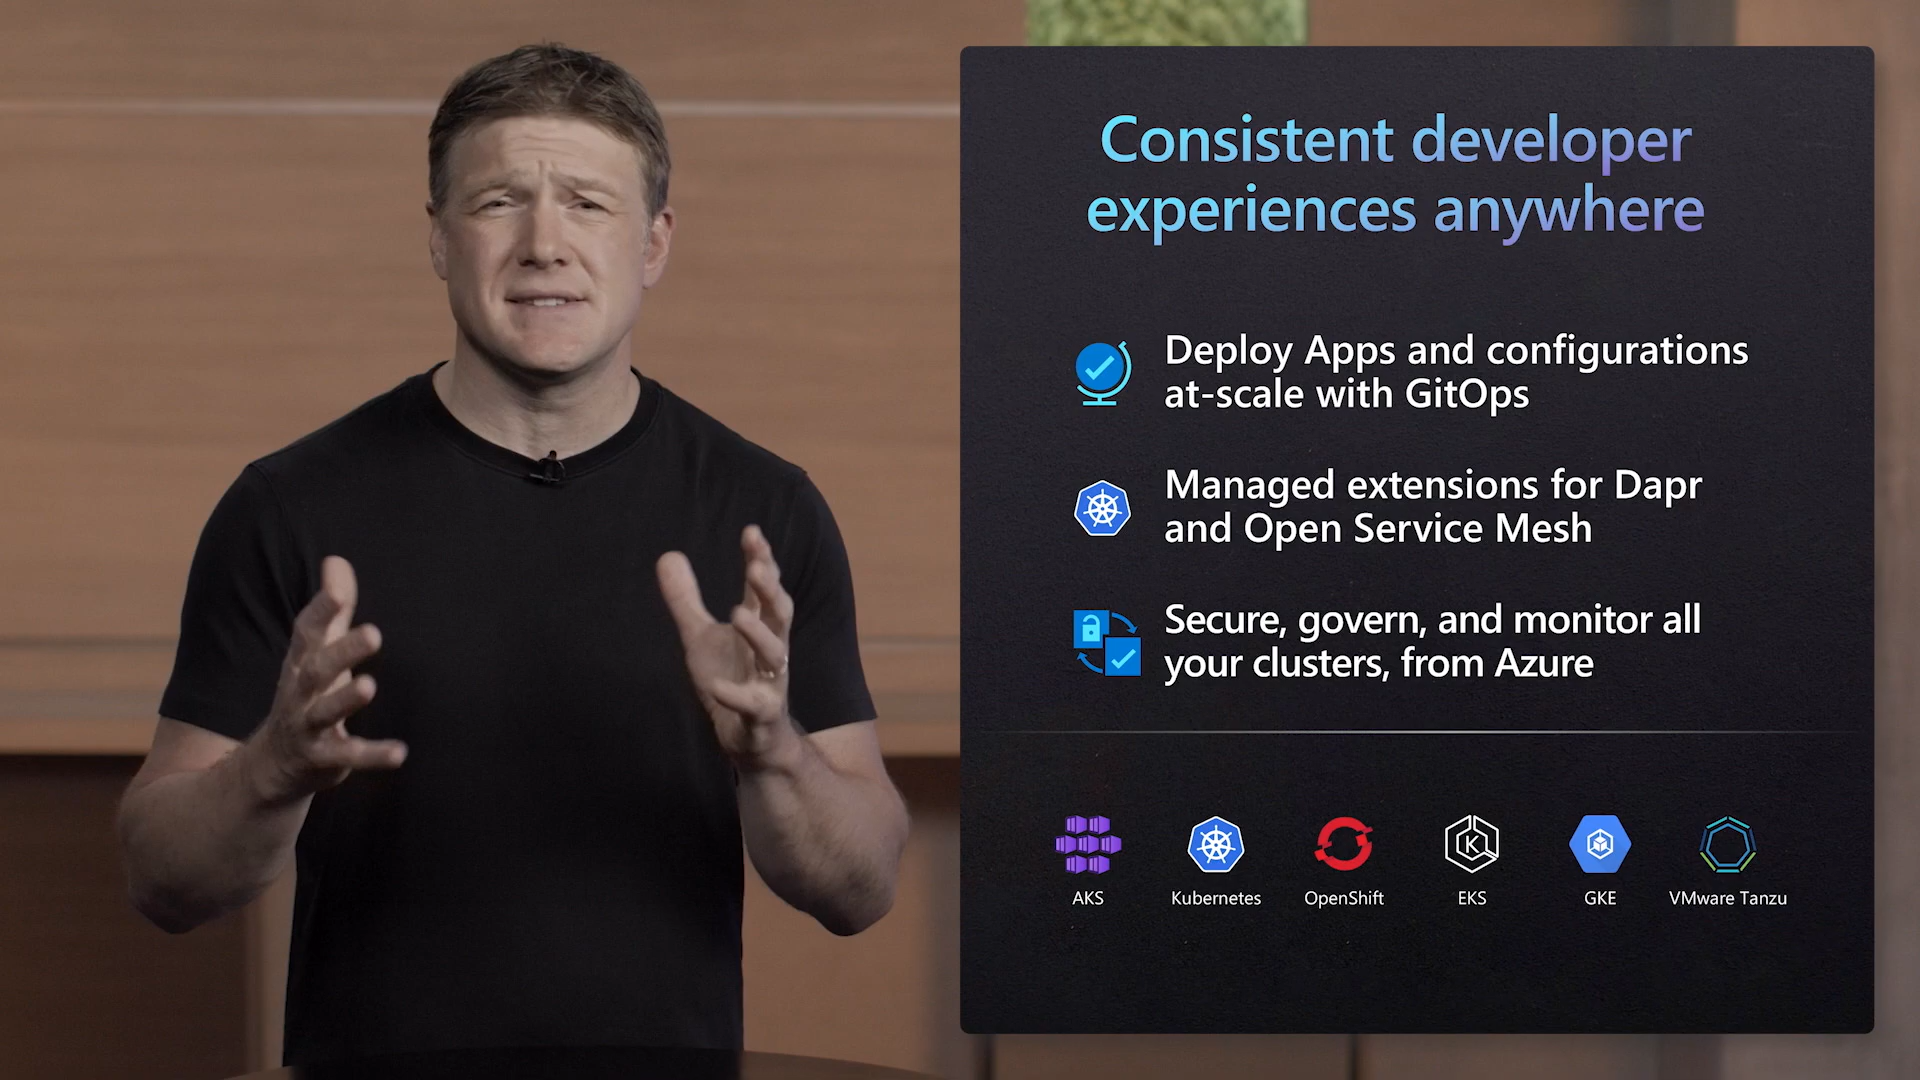 Consistent developer
experiences anywhere
Deploy Apps and configurations
at-scale with GitOps
Managed extensions for Dapr
and Open Service Mesh
Secure, govern, and monitor all
your clusters, from Azure
K
AKS
Kubernetes
OpenShift
EKS
GKE
VMware Tanzu